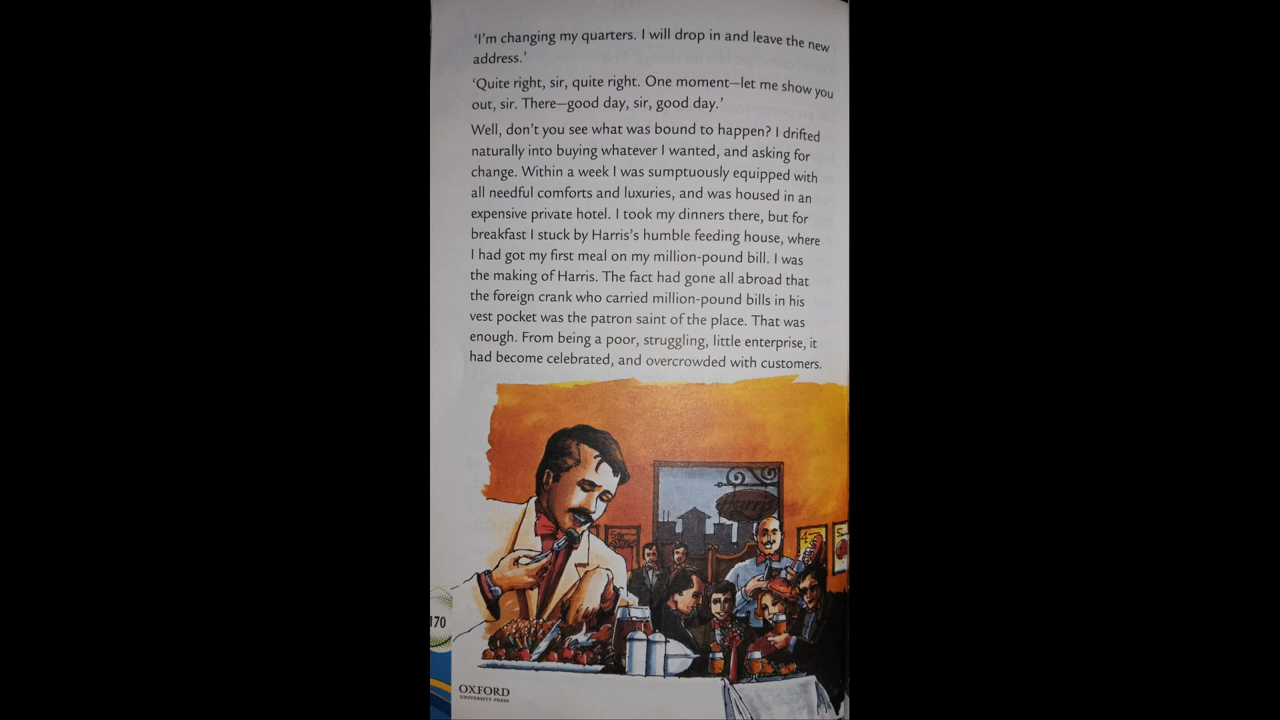 ‘I’m changing my quarters. I will drop in and leave the new
address.’
‘Quite right, sir, quite right. One moment—let me show you
out, sir. There—good day, sir, good day.’
Well, don’t you see what was bound to happen? I drifted
naturally into buying whatever I wanted, and asking for
change. Within a week I was sumptuously equipped with
all needful comforts and luxuries, and was housed in an
expensive private hotel. I took my dinners there, but for
breakfast I stuck by Harris’s humble feeding house, where
I had got my first meal on my million-pound bill. I was
the making of Harris. The fact had gone all abroad that
the foreign crank who carried million-pound bills in his
vest pocket was the patron saint of the place. That was
enough. From being a poor, struggling, little enterprise, it
had become celebrated, and overcrowded with customers.
170
OXFORD
UNIVERSITY PRESS